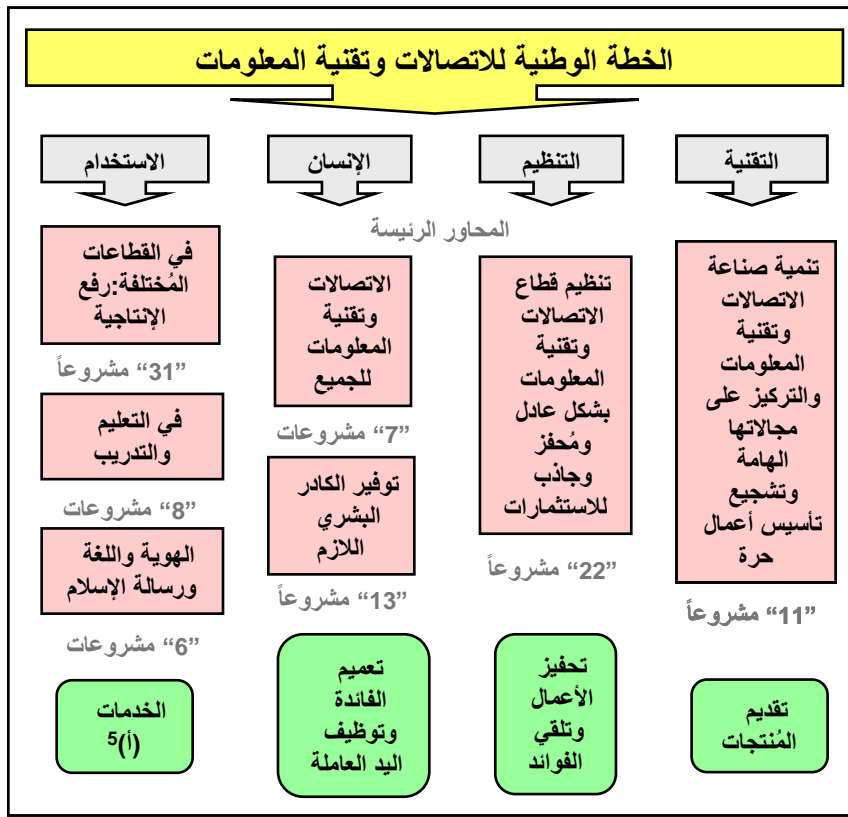 الخطة الوطنية للاتصالات وتقنية المعلومات
التقنية
التنظيم
الإنسان
الاستخدام
المحاور الرئيسة
تنمية صناعة
الاتصالات
وتقنية
المعلومات
والتركيز على
مجالاتها
الهامة
وتشجيع
تأسيس أعمال
حرة
"11" مشروعاً
تقديم
المُنتجات
تنظيم قطاع
الاتصالات
وتقنية
المعلومات
بشكل عادل
ومُحفز
وجاذب
للاستثمارات
"22" مشروعاً
تحفيز
الأعمال
وتلقي
الفوائد
الاتصالات
وتقنية
المعلومات
للجميع
"7" مشروعات
توفير الكادر
البشري
اللازم
"13" مشروعاً
تعميم
الفائدة
وتوظيف
اليد العاملة
في القطاعات
المُختلفة:رفع
الإنتاجية
"31" مشروعاً
في التعليم
والتدريب
"8" مشروعات
الهوية واللغة
ورسالة الإسلام
"6" مشروعات
الخدمات
(أ)5